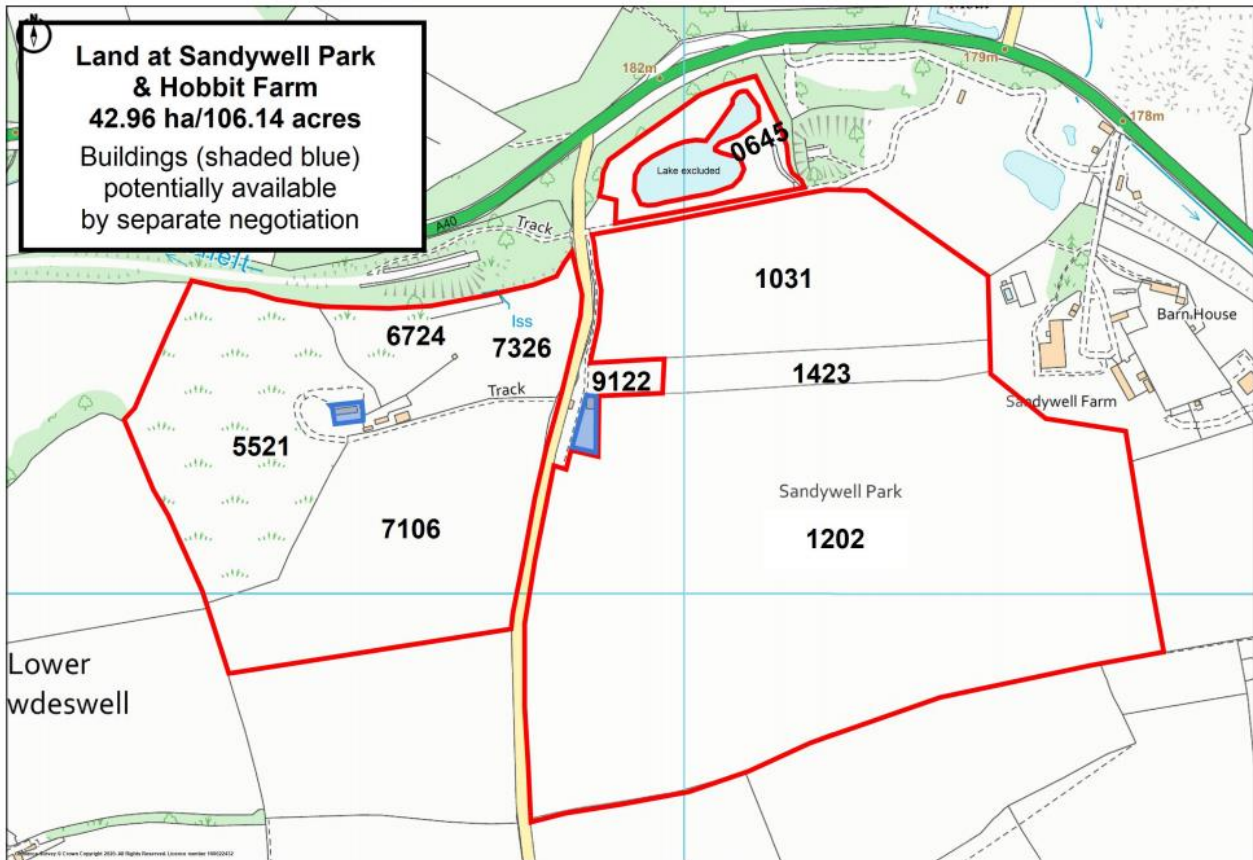 Land at Sandywell Park
& Hobbit Farm
42.96 ha/106.14 acres
Buildings (shaded blue)
potentially available
by separate negotiation
182m
179m
178m
A40
Track
0645
Lake excluded
1031
Iss
6724
7326
Track
9122
1423
Barn House
Sandywell Farm
5521
7106
Sandywell Park
1202
Lower
wdeswell